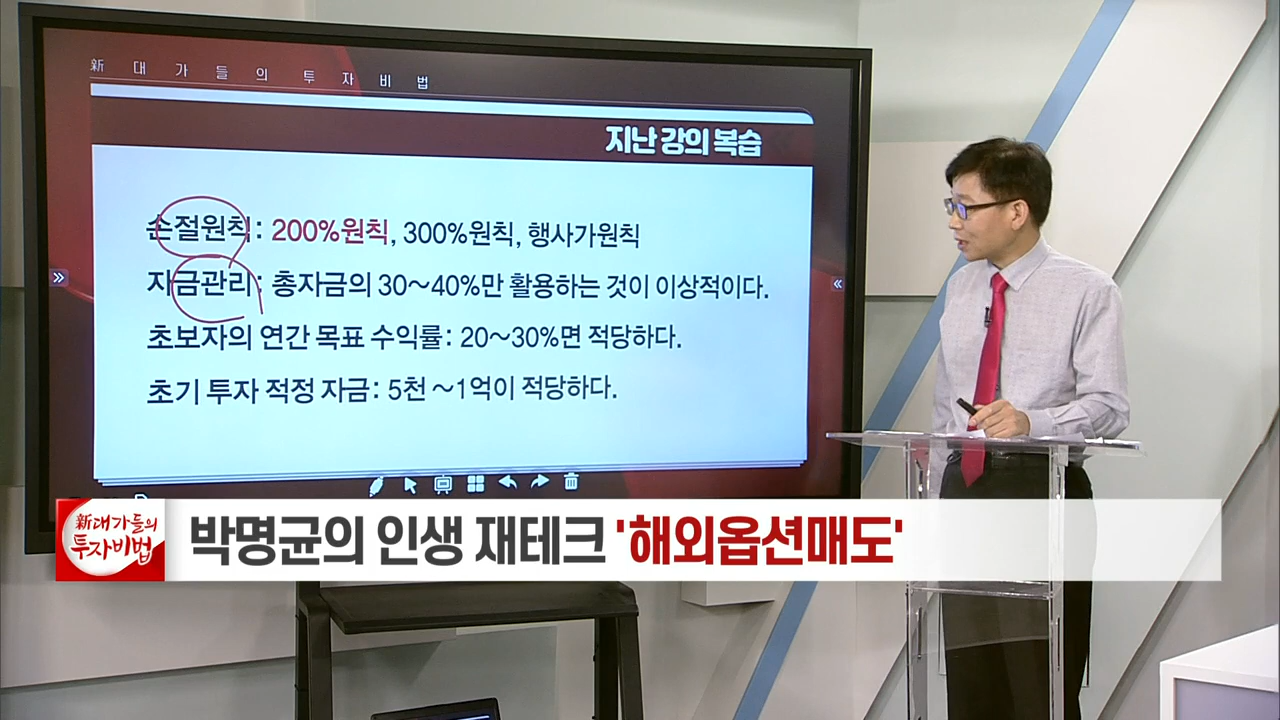 新 대 가 들 의 투 자 비 법
지난 강의 복습
손절원칙: 200%원칙, 300%원칙, 행사가원칙
자금관리: 총자금의 30~40%만 활용하는 것이 이상적이다.
초보자의 연간 목표 수익률: 20~30%면 적당하다.
초기 투자 적정 자금: 5천 ~1억이 적당하다.
新대가들의
투자비법
박명균의 인생 재테크 '해외옵션매도'